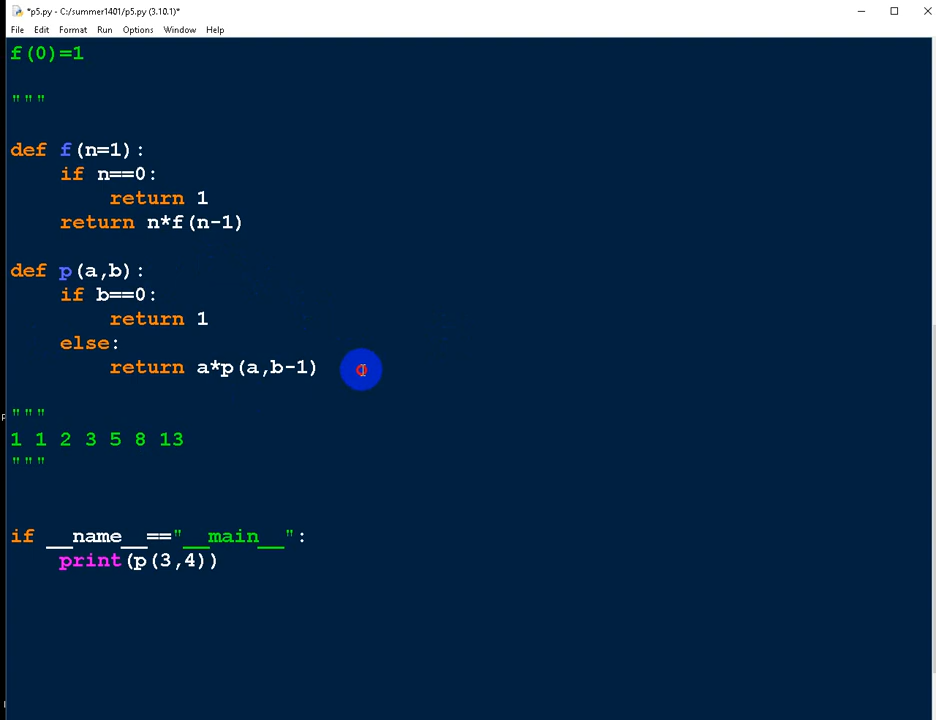 *p5.py - C:/summer1401/p5.py (3.10.1)*
File Edit Format Run Options Window Help
f(0)=1
"""
def f(n=1):
    if n==0:
        return 1
    return n*f(n-1)
def p(a,b):
    if b==0:
        return 1
    else:
        return a*p(a,b-1)
"""
1 1 2 3 5 8 13
"""
if __name__=="__main__":
    print(p(3,4))